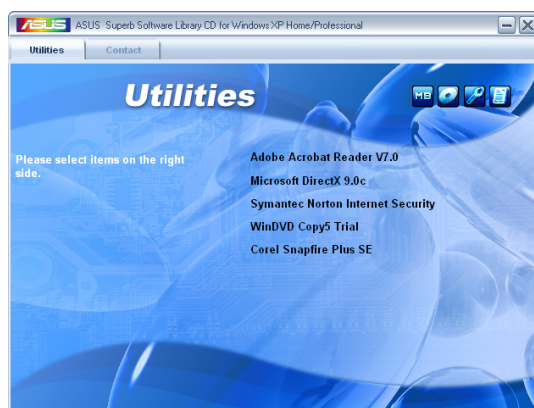 ASUS ASUS Superb Software Library CD for Windows XP Home/Professional
Utilities Contact
Utilities
MB
Please select items on the right
side.
Adobe Acrobat Reader V7.0
Microsoft DirectX 9.0c
Symantec Norton Internet Security
WinDVD Copy5 Trial
Corel Snapfire Plus SE